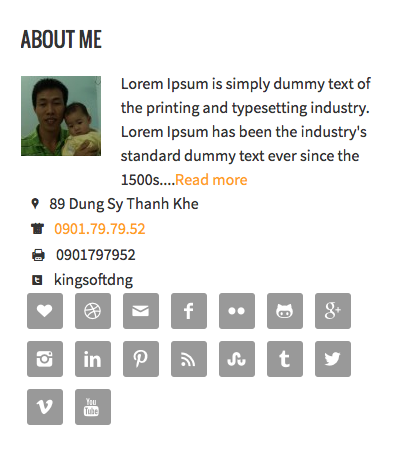 ABOUT ME
Lorem Ipsum is simply dummy text of
the printing and typesetting industry.
Lorem Ipsum has been the industry's
standard dummy text ever since the
1500s....Read more
89 Dung Sy Thanh Khe
0901.79.79.52
0901797952
kingsoftdng
You
Tube